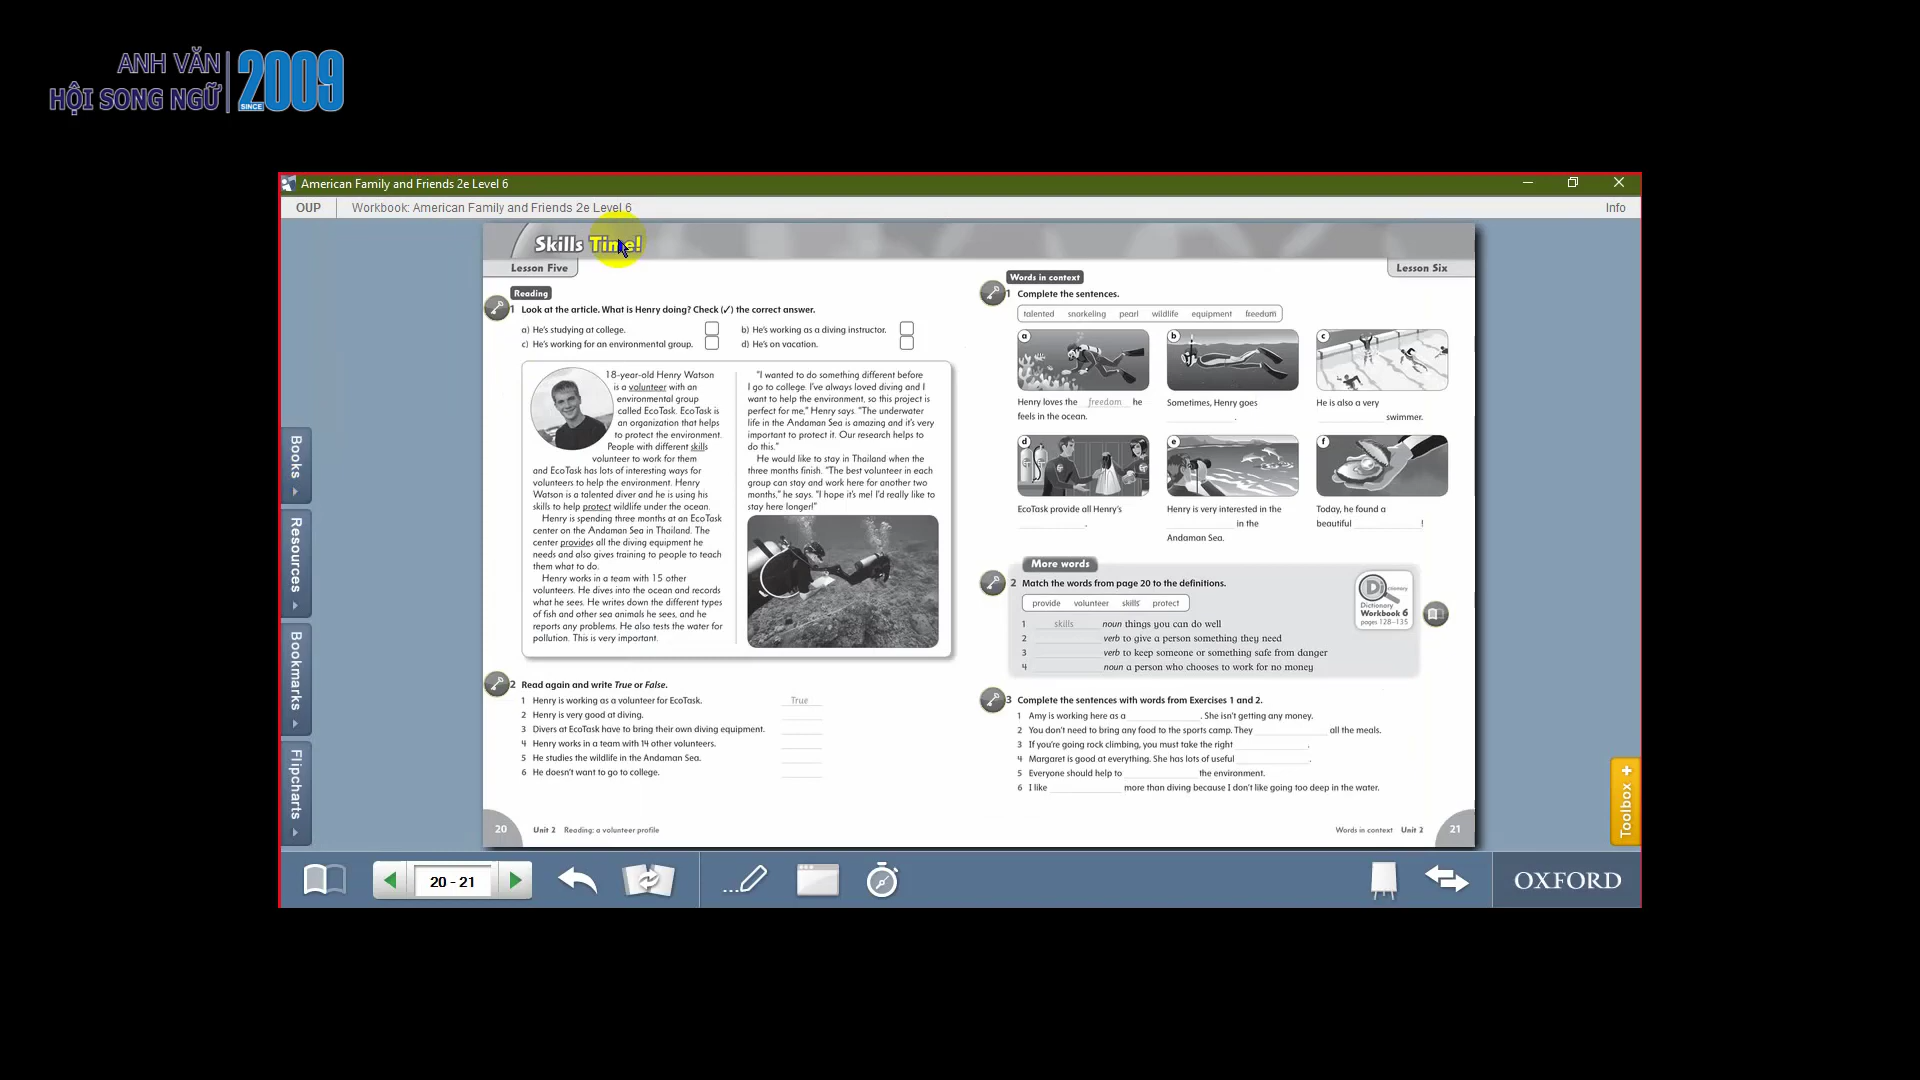 ANH VĂN
HỘI SONG NGỮ
SINCE 2009
American Family and Friends 2e Level 6
OUP
Workbook: American Family and Friends 2e Level 6
Info
Skills Time!
Lesson Five
Reading
1 Look at the article. What is Henry doing? Check (✓) the correct answer.
a) He's studying at college.
b) He's working as a diving instructor.
c) He's working for an environmental group.
d) He's on vacation.
18-year-old Henry Watson
is a volunteer with an
environmental group
called EcoTask. EcoTask is
an organization that helps
to protect the environment.
People with different skills
volunteer to work for them
and EcoTask has lots of interesting ways for
volunteers to help the environment. Henry
Watson is a talented diver and he is using his
skills to help protect wildlife under the ocean.
Henry is spending three months at an EcoTask
center on the Andaman Sea in Thailand. The
center provides all the diving equipment he
needs and also gives training to people to teach
them what to do.
Henry works in a team with 15 other
volunteers. He dives into the ocean and records
what he sees. He writes down the different types
of fish and other sea animals he sees, and he
reports any problems. He also tests the water for
pollution. This is very important.
"I wanted to do something different before
I go to college. I've always loved diving and I
want to help the environment, so this project is
perfect for me," Henry says. "The underwater
life in the Andaman Sea is amazing and it's very
important to protect it. Our research helps to
do this."
He would like to stay in Thailand when the
three months finish. "The best volunteer in each
group can stay and work here for another two
months," he says. "I hope it's me! I'd really like to
stay here longer!"
2 Read again and write True or False.
1 Henry is working as a volunteer for EcoTask. True
2 Henry is very good at diving.
3 Divers at EcoTask have to bring their own diving equipment.
4 Henry works in a team with 14 other volunteers.
5 He studies the wildlife in the Andaman Sea.
6 He doesn't want to go to college.
20 Unit 2 Reading: a volunteer profile
Lesson Six
Words in context
1 Complete the sentences.
talented snorkeling pearl wildlife equipment freedom
a
b
c
Henry loves the freedom he
feels in the ocean.
Sometimes, Henry goes
.
He is also a very
swimmer.
d
e
f
EcoTask provide all Henry's
.
Henry is very interested in the
in the
Andaman Sea.
Today, he found a
beautiful !
More words
2 Match the words from page 20 to the definitions.
provide volunteer skills protect
Dictionary
Dictionary
Workbook 6
pages 128–135
1 skills noun things you can do well
2 verb to give a person something they need
3 verb to keep someone or something safe from danger
4 noun a person who chooses to work for no money
3 Complete the sentences with words from Exercises 1 and 2.
1 Amy is working here as a . She isn't getting any money.
2 You don't need to bring any food to the sports camp. They all the meals.
3 If you're going rock climbing, you must take the right .
4 Margaret is good at everything. She has lots of useful .
5 Everyone should help to the environment.
6 I like more than diving because I don't like going too deep in the water.
Words in context Unit 2 21
Books
Resources
Bookmarks
Flipcharts
Toolbox +
20 - 21
OXFORD